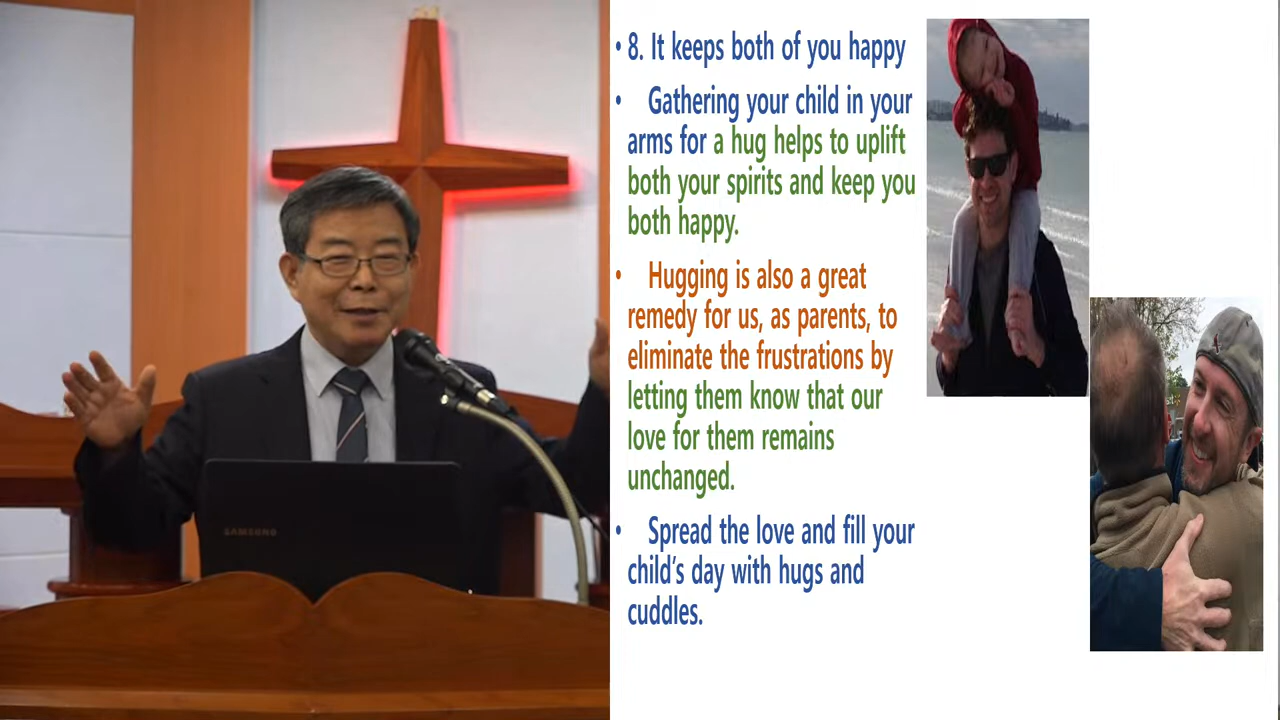 • 8. It keeps both of you happy
• Gathering your child in your
arms for a hug helps to uplift
both your spirits and keep you
both happy.
• Hugging is also a great
remedy for us, as parents, to
eliminate the frustrations by
letting them know that our
love for them remains
unchanged.
• Spread the love and fill your
child's day with hugs and
cuddles.
SAMSUNG